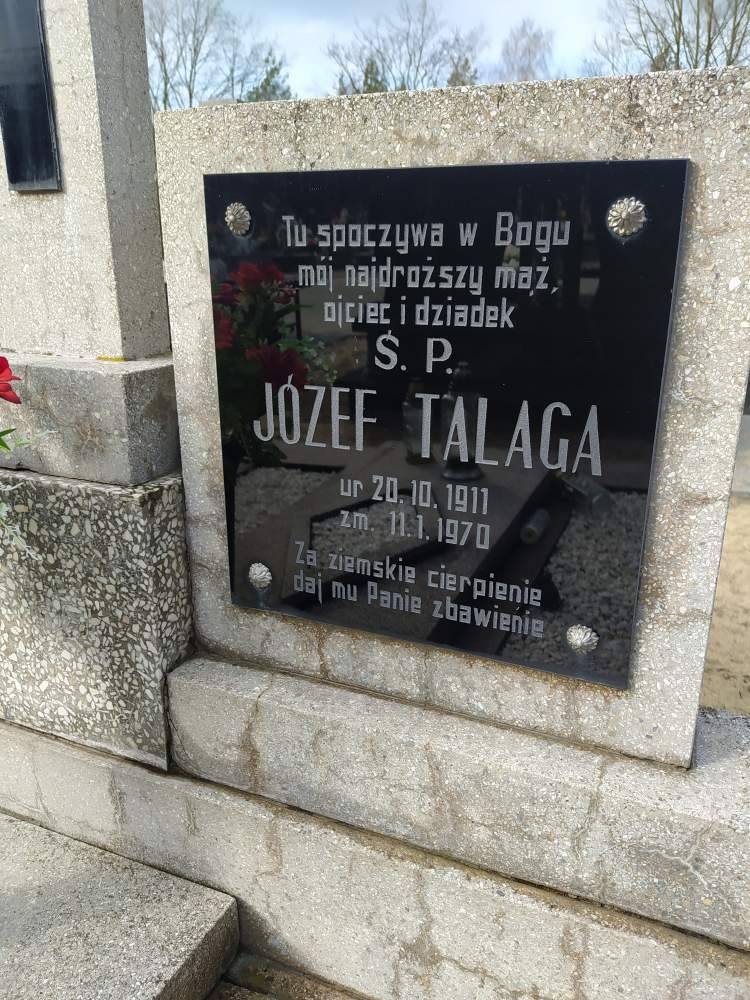 Tu spoczywa w Bogu
mój najdroższy mąż,
ojciec i dziadek
Ś. P.
JÓZEF TALAGA
ur 20. 10. 1911
zm. 11. 1. 1970
Za ziemskie cierpienie
daj mu Panie zbawienie